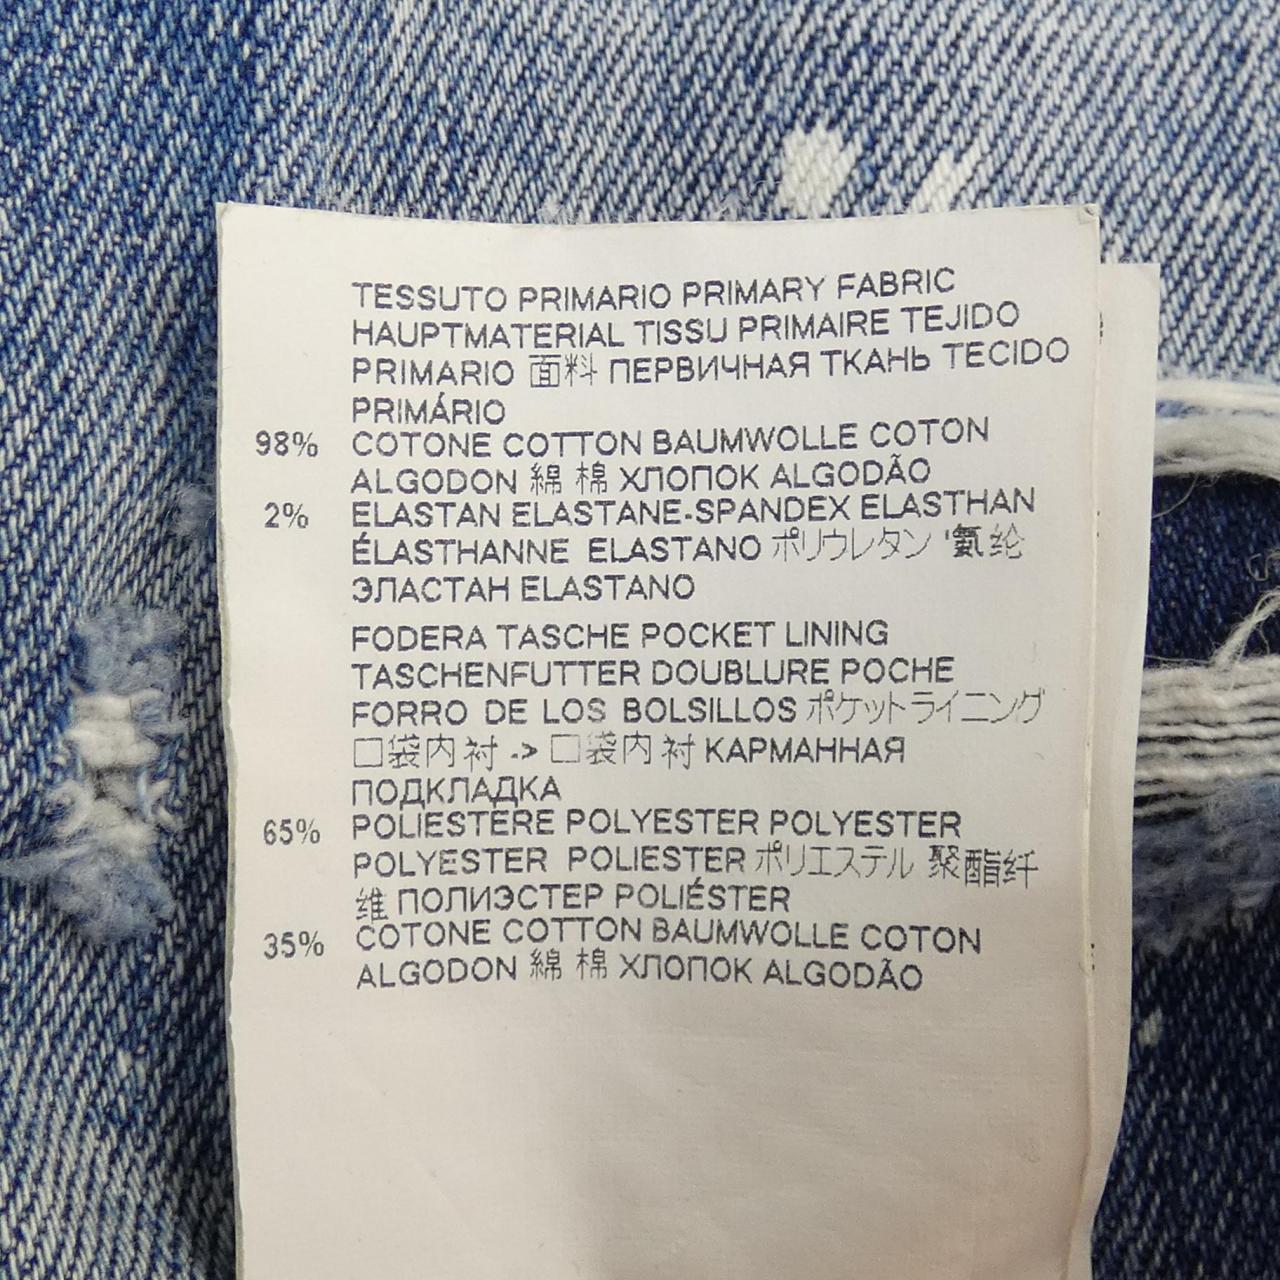 TESSUTO PRIMARIO PRIMARY FABRIC
HAUPTMATERIAL TISSU PRIMAIRE TEJIDO
PRIMARIO 面料 ПЕРВИЧНАЯ ТКАНЬ TECIDO
PRIMÁRIO
98% COTONE COTTON BAUMWOLLE COTON
ALGODON 綿 棉 ХЛОПОК ALGODÃO
2% ELASTAN ELASTANE-SPANDEX ELASTHAN
ÉLASTHANNE ELASTANO ポリウレタン '氨纶
ЭЛАСТАН ELASTANO
FODERA TASCHE POCKET LINING
TASCHENFUTTER DOUBLURE POCHE
FORRO DE LOS BOLSILLOS ポケットライニング
口袋内衬 -> 口袋内衬 КАРМАННАЯ
ПОДКЛАДКА
65% POLIESTERE POLYESTER POLYESTER
POLYESTER POLIESTER ポリエステル 聚酯纤
维 ПОЛИЭСТЕР POLIÉSTER
35% COTONE COTTON BAUMWOLLE COTON
ALGODON 綿 棉 ХЛОПОК ALGODÃO